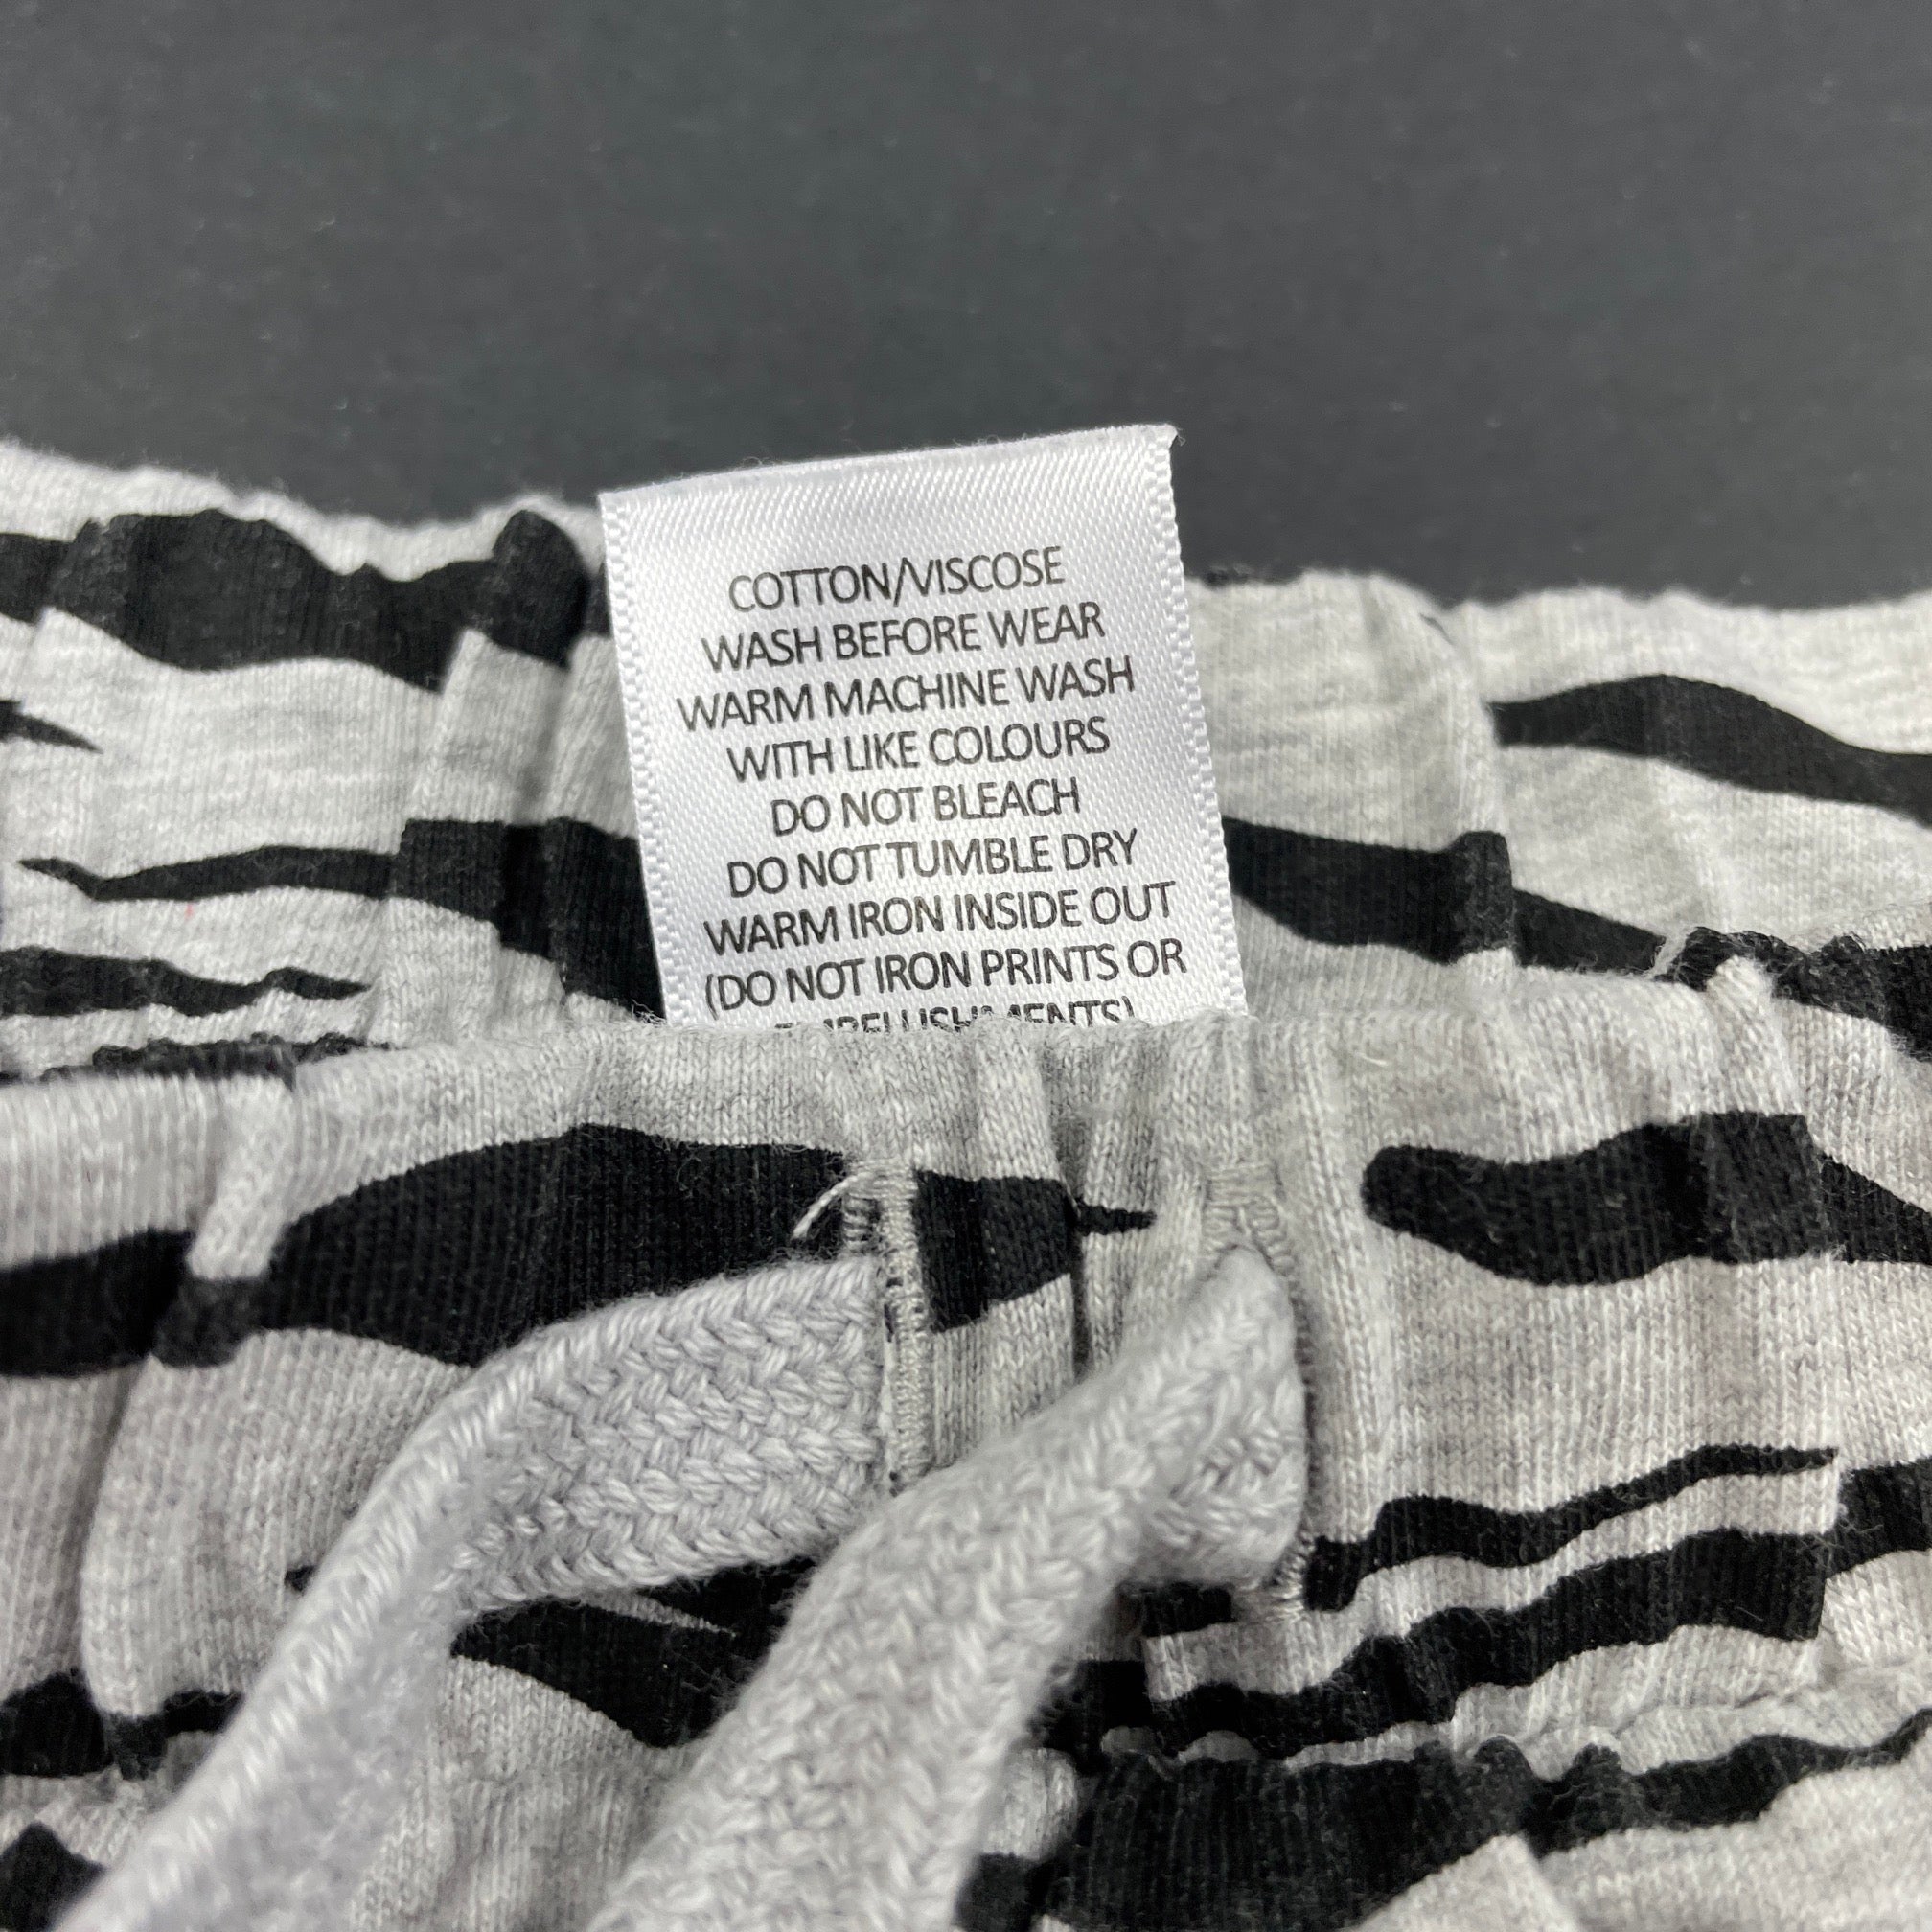 COTTON/VISCOSE
WASH BEFORE WEAR
WARM MACHINE WASH
WITH LIKE COLOURS
DO NOT BLEACH
DO NOT TUMBLE DRY
WARM IRON INSIDE OUT
(DO NOT IRON PRINTS OR
EMBELLISHMENTS)